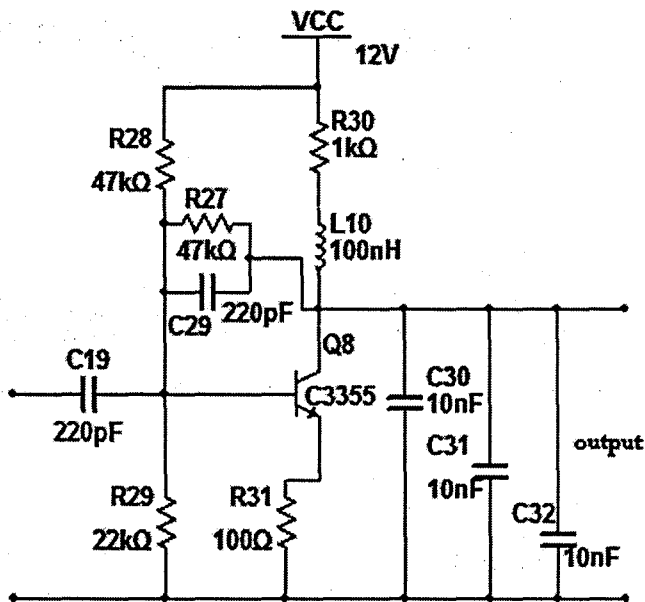 VCC
12V
R28
47kΩ
R30
1kΩ
R27
47kΩ
L10
100nH
C29
220pF
Q8
C3355
C19
220pF
C30
10nF
C31
10nF
output
R29
22kΩ
R31
100Ω
C32
10nF